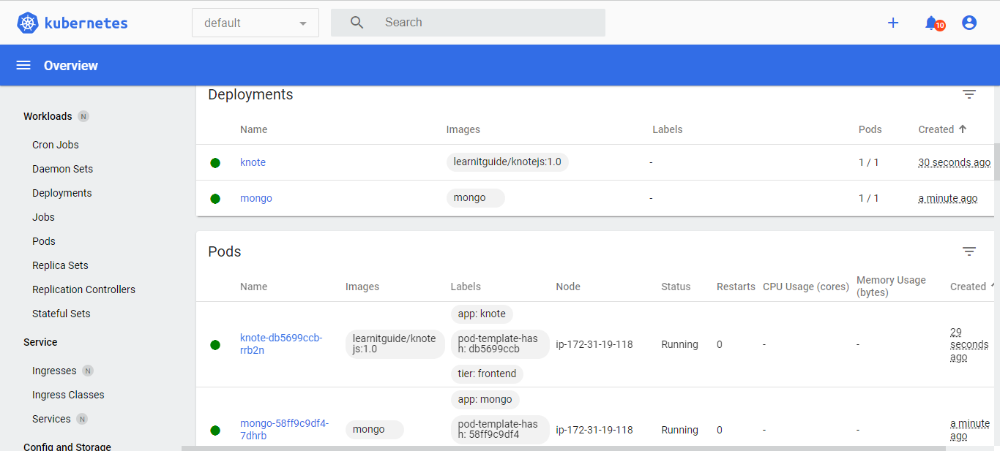 kubernetes
default
Search
10
Overview
Workloads N
Cron Jobs
Daemon Sets
Deployments
Jobs
Pods
Replica Sets
Replication Controllers
Stateful Sets
Service
Ingresses N
Ingress Classes
Services N
Config and Storage
Deployments
Name Images Labels Pods Created
knote learnitguide/knotejs:1.0 - 1 / 1 30 seconds ago
mongo mongo - 1 / 1 a minute ago
Pods
Name Images Labels Node Status Restarts CPU Usage (cores) Memory Usage
(bytes) Created
app: knote
knote-db5699ccb-
rrb2n
learnitguide/knote
js:1.0
pod-template-has
h: db5699ccb
tier: frontend
ip-172-31-19-118 Running 0 - -
29
seconds
ago
app: mongo
mongo-58ff9c9df4-
7dhrb
mongo
pod-template-has
h: 58ff9c9df4
ip-172-31-19-118 Running 0 - -
a minute
ago